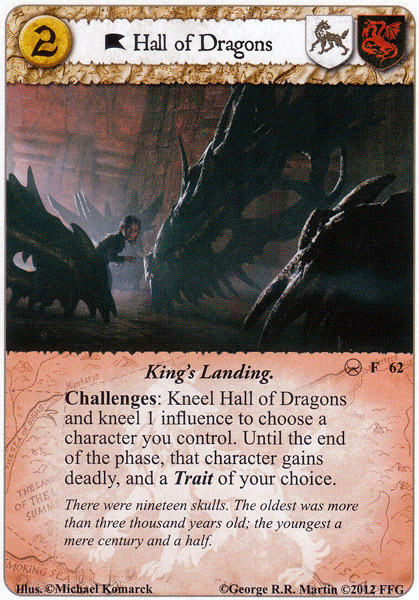 2
Hall of Dragons
King's Landing.
F 62
Challenges: Kneel Hall of Dragons
and kneel 1 influence to choose a
character you control. Until the end
of the phase, that character gains
deadly, and a Trait of your choice.
There were nineteen skulls. The oldest was more
than three thousand years old; the youngest a
mere century and a half.
SMOKING SEA
Illus. ©Michael Komarck
©George R.R. Martin ©2012 FFG